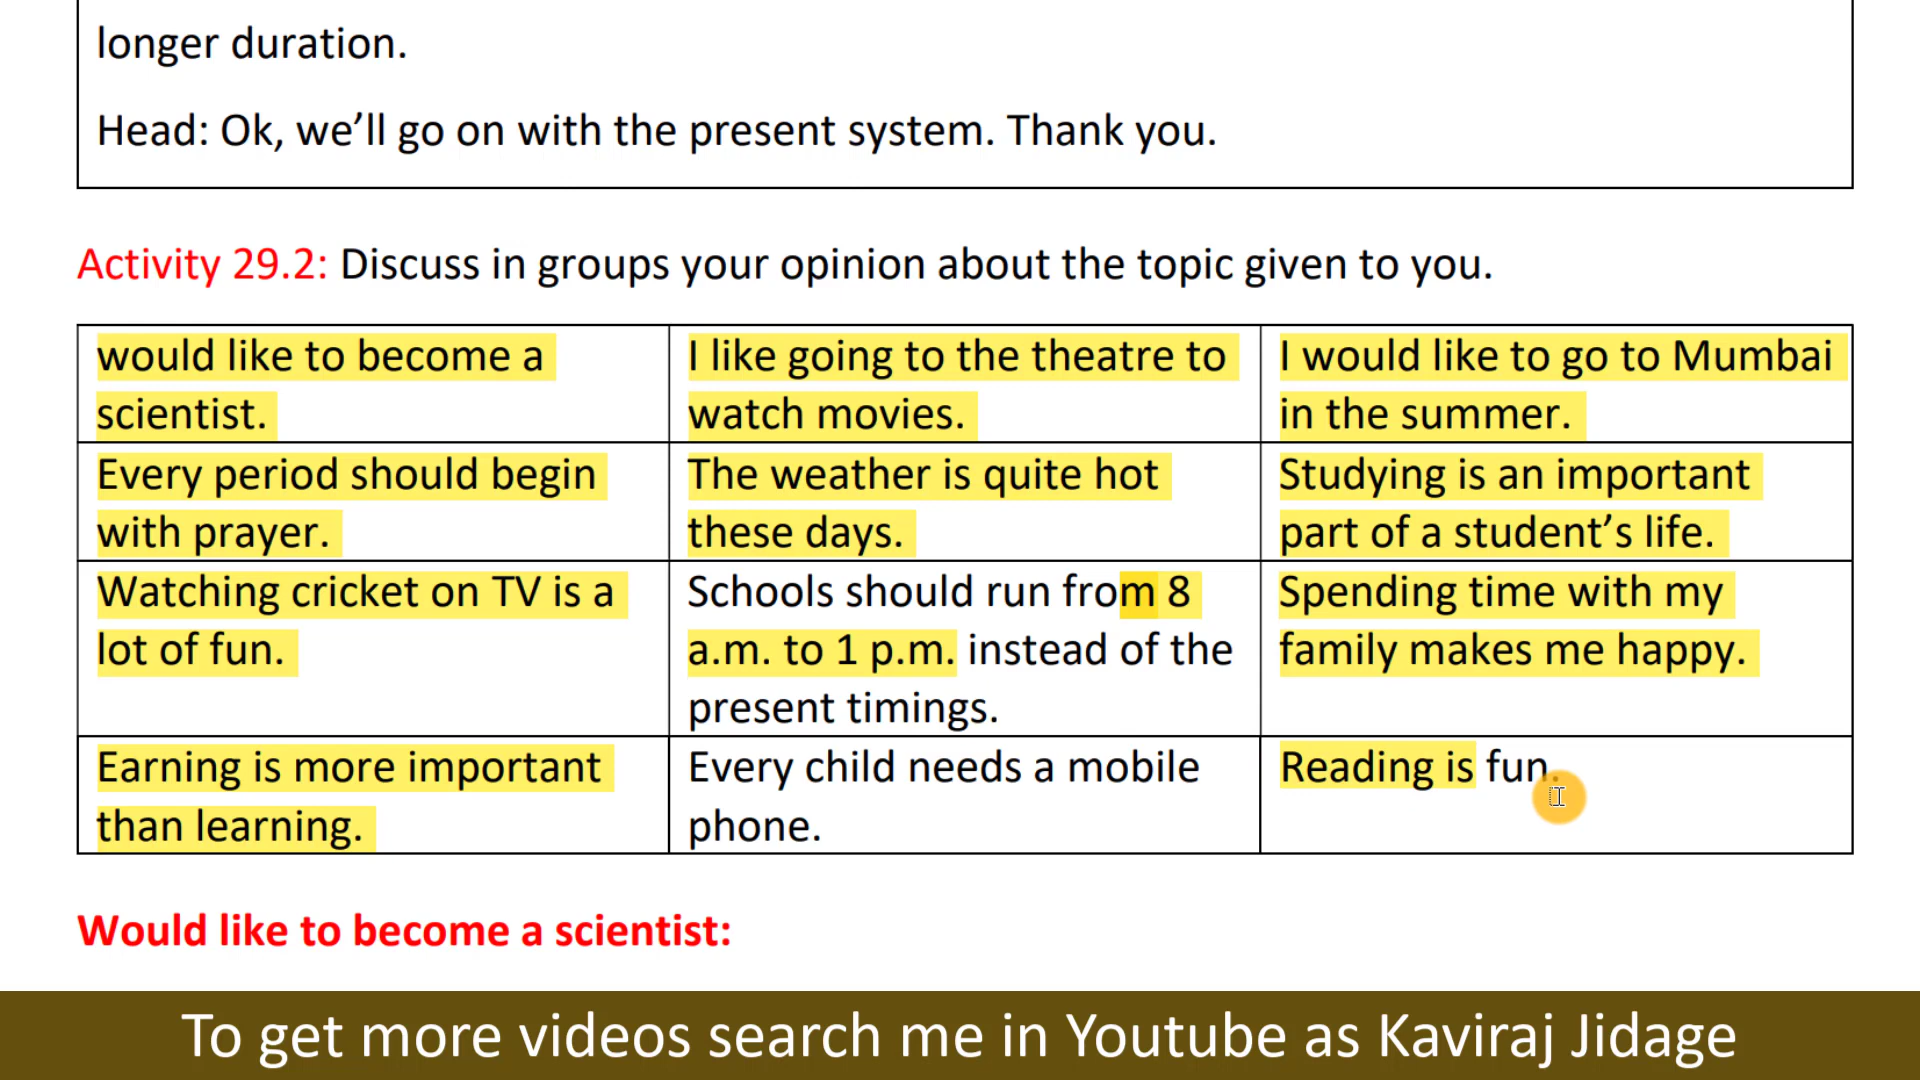 longer duration.
Head: Ok, we’ll go on with the present system. Thank you.
Activity 29.2: Discuss in groups your opinion about the topic given to you.
would like to become a
scientist.
I like going to the theatre to
watch movies.
I would like to go to Mumbai
in the summer.
Every period should begin
with prayer.
The weather is quite hot
these days.
Studying is an important
part of a student’s life.
Watching cricket on TV is a
lot of fun.
Schools should run from 8
a.m. to 1 p.m. instead of the
present timings.
Spending time with my
family makes me happy.
Earning is more important
than learning.
Every child needs a mobile
phone.
Reading is fun.
Would like to become a scientist:
To get more videos search me in Youtube as Kaviraj Jidage